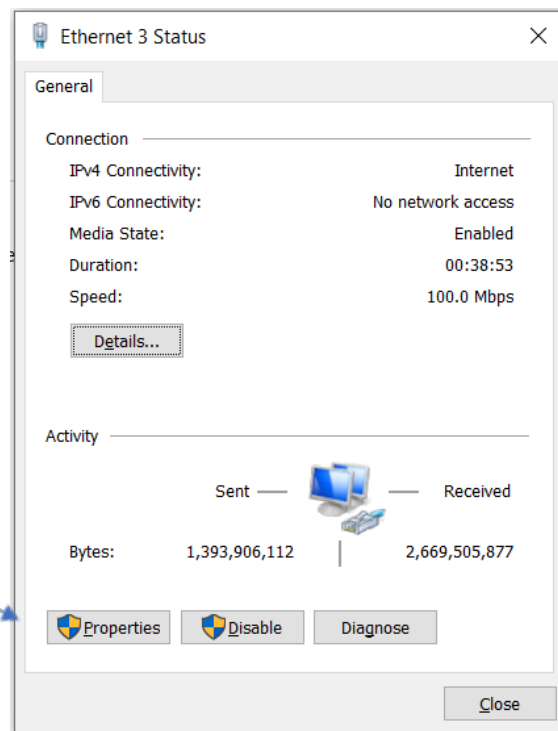 Ethernet 3 Status
General
Connection
IPv4 Connectivity: Internet
IPv6 Connectivity: No network access
Media State: Enabled
Duration: 00:38:53
Speed: 100.0 Mbps
Details...
Activity
Sent Received
Bytes: 1,393,906,112 2,669,505,877
Properties Disable Diagnose
Close